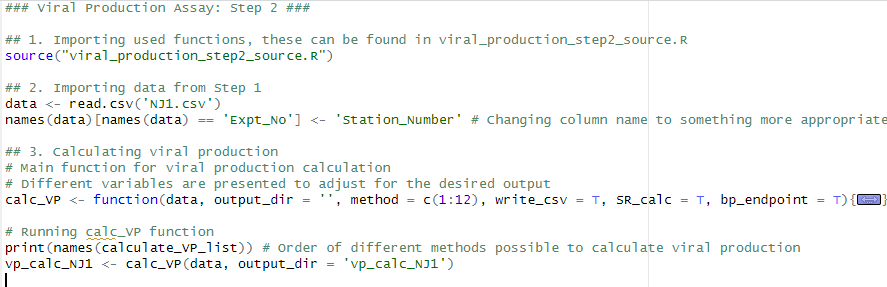 ### Viral Production Assay: Step 2 ###
## 1. Importing used functions, these can be found in viral_production_step2_source.R
source("viral_production_step2_source.R")
## 2. Importing data from Step 1
data <- read.csv('NJ1.csv')
names(data)[names(data) == 'Expt_No'] <- 'Station_Number' # Changing column name to something more appropriate
## 3. Calculating viral production
# Main function for viral production calculation
# Different variables are presented to adjust for the desired output
calc_VP <- function(data, output_dir = '', method = c(1:12), write_csv = T, SR_calc = T, bp_endpoint = T){}
# Running calc_VP function
print(names(calculate_VP_list)) # Order of different methods possible to calculate viral production
vp_calc_NJ1 <- calc_VP(data, output_dir = 'vp_calc_NJ1')